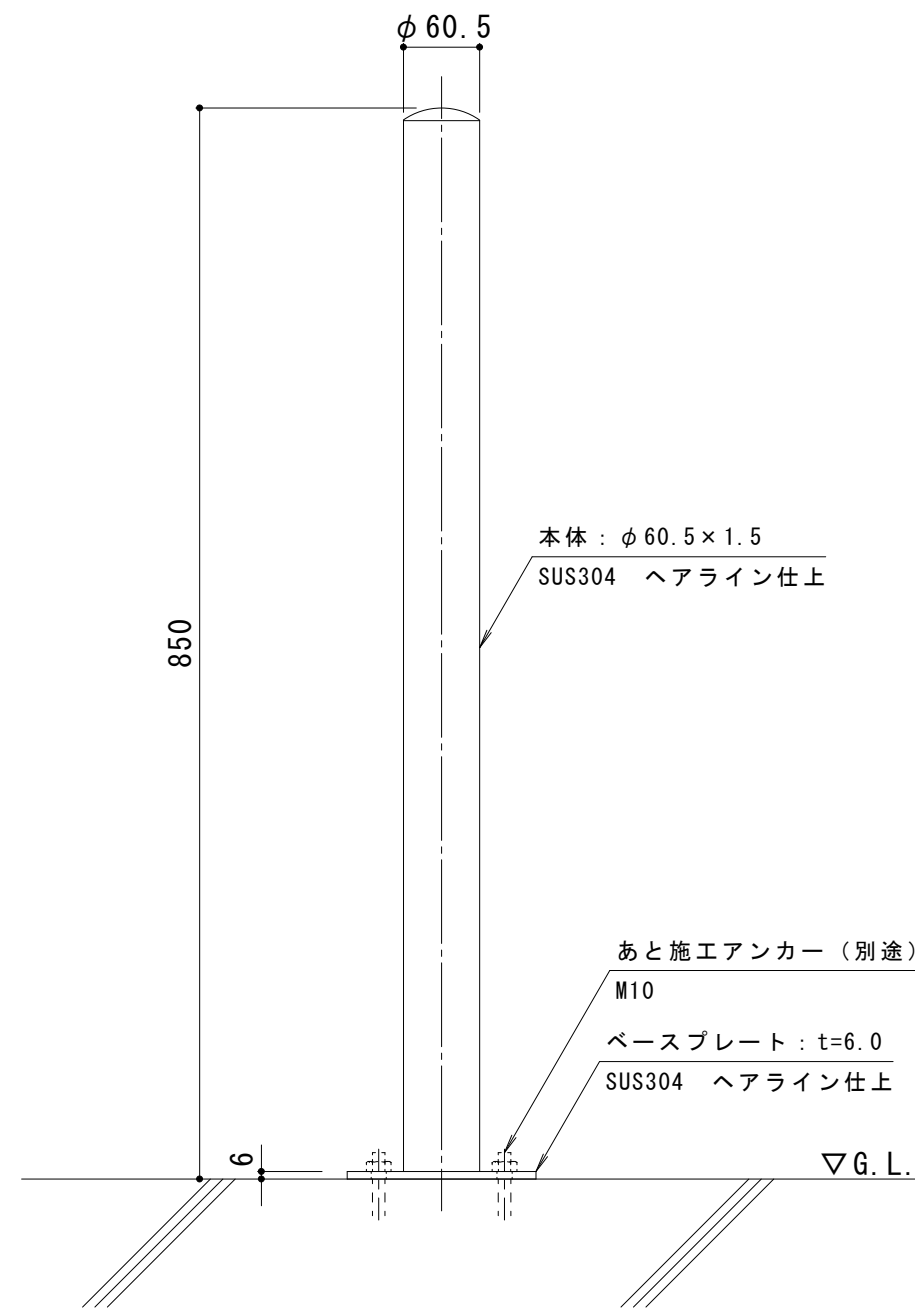 φ60.5
本体：φ60.5×1.5
SUS304 ヘアライン仕上
850
あと施工アンカー（別途）
M10
ベースプレート：t=6.0
SUS304 ヘアライン仕上
6
▽G.L.